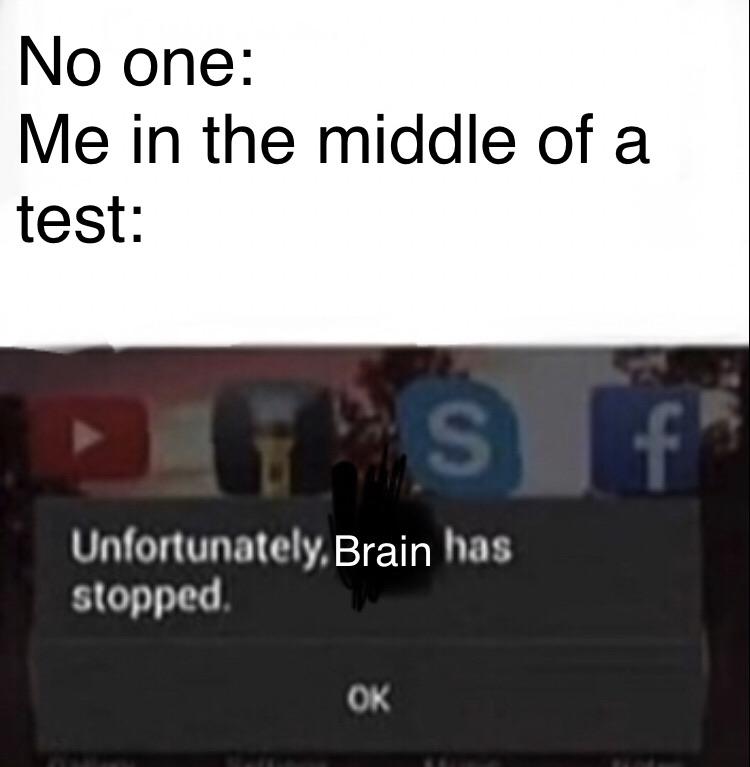 No one:
Me in the middle of a
test:
S
f
Unfortunately, Brain has
stopped.
OK